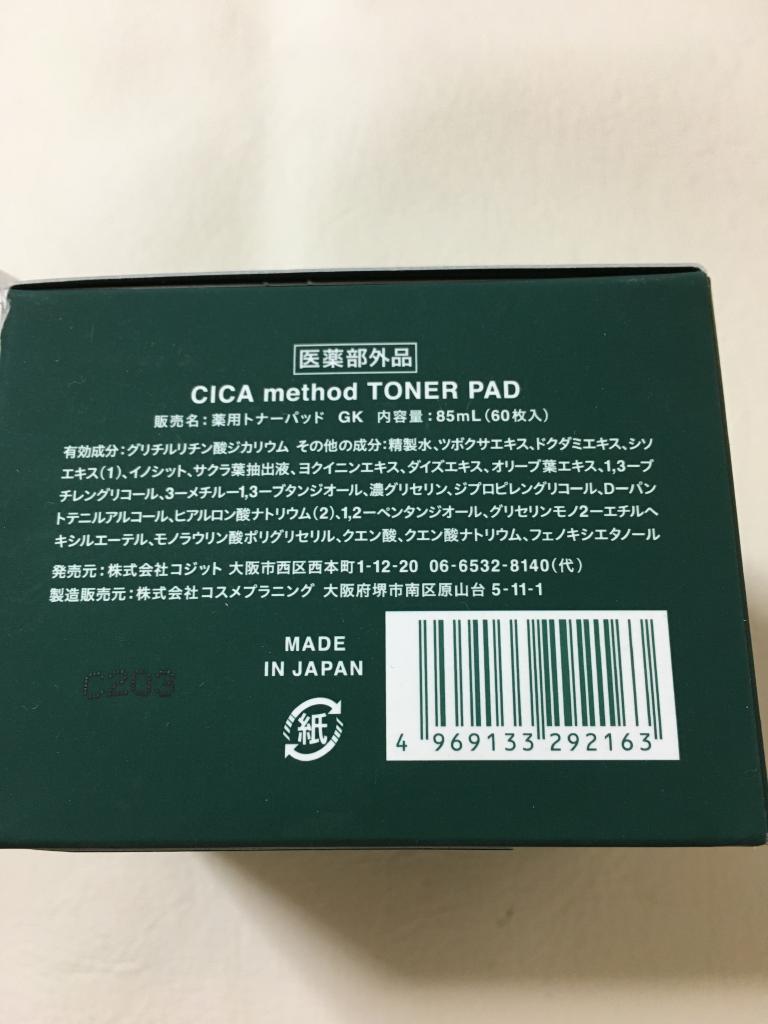 医薬部外品
CICA method TONER PAD
販売名:薬用トナーパッド GK 内容量:85mL(60枚入)
有効成分:グリチルリチン酸ジカリウム その他の成分:精製水、ツボクサエキス、ドクダミエキス、シソ
エキス(1)、イノシット、サクラ葉抽出液、ヨクイニンエキス、ダイズエキス、オリーブ葉エキス、1,3ーブ
チレングリコール、3ーメチルー1,3ーブタンジオール、濃グリセリン、ジプロピレングリコール、Dーパン
トテニルアルコール、ヒアルロン酸ナトリウム(2)、1,2ーペンタンジオール、グリセリンモノ2ーエチルヘ
キシルエーテル、モノラウリン酸ポリグリセリル、クエン酸、クエン酸ナトリウム、フェノキシエタノール
発売元:株式会社コジット 大阪市西区西本町1-12-20 06-6532-8140(代)
製造販売元:株式会社コスメプラニング 大阪府堺市南区原山台 5-11-1
MADE
IN JAPAN
C203
紙
4 969133 292163